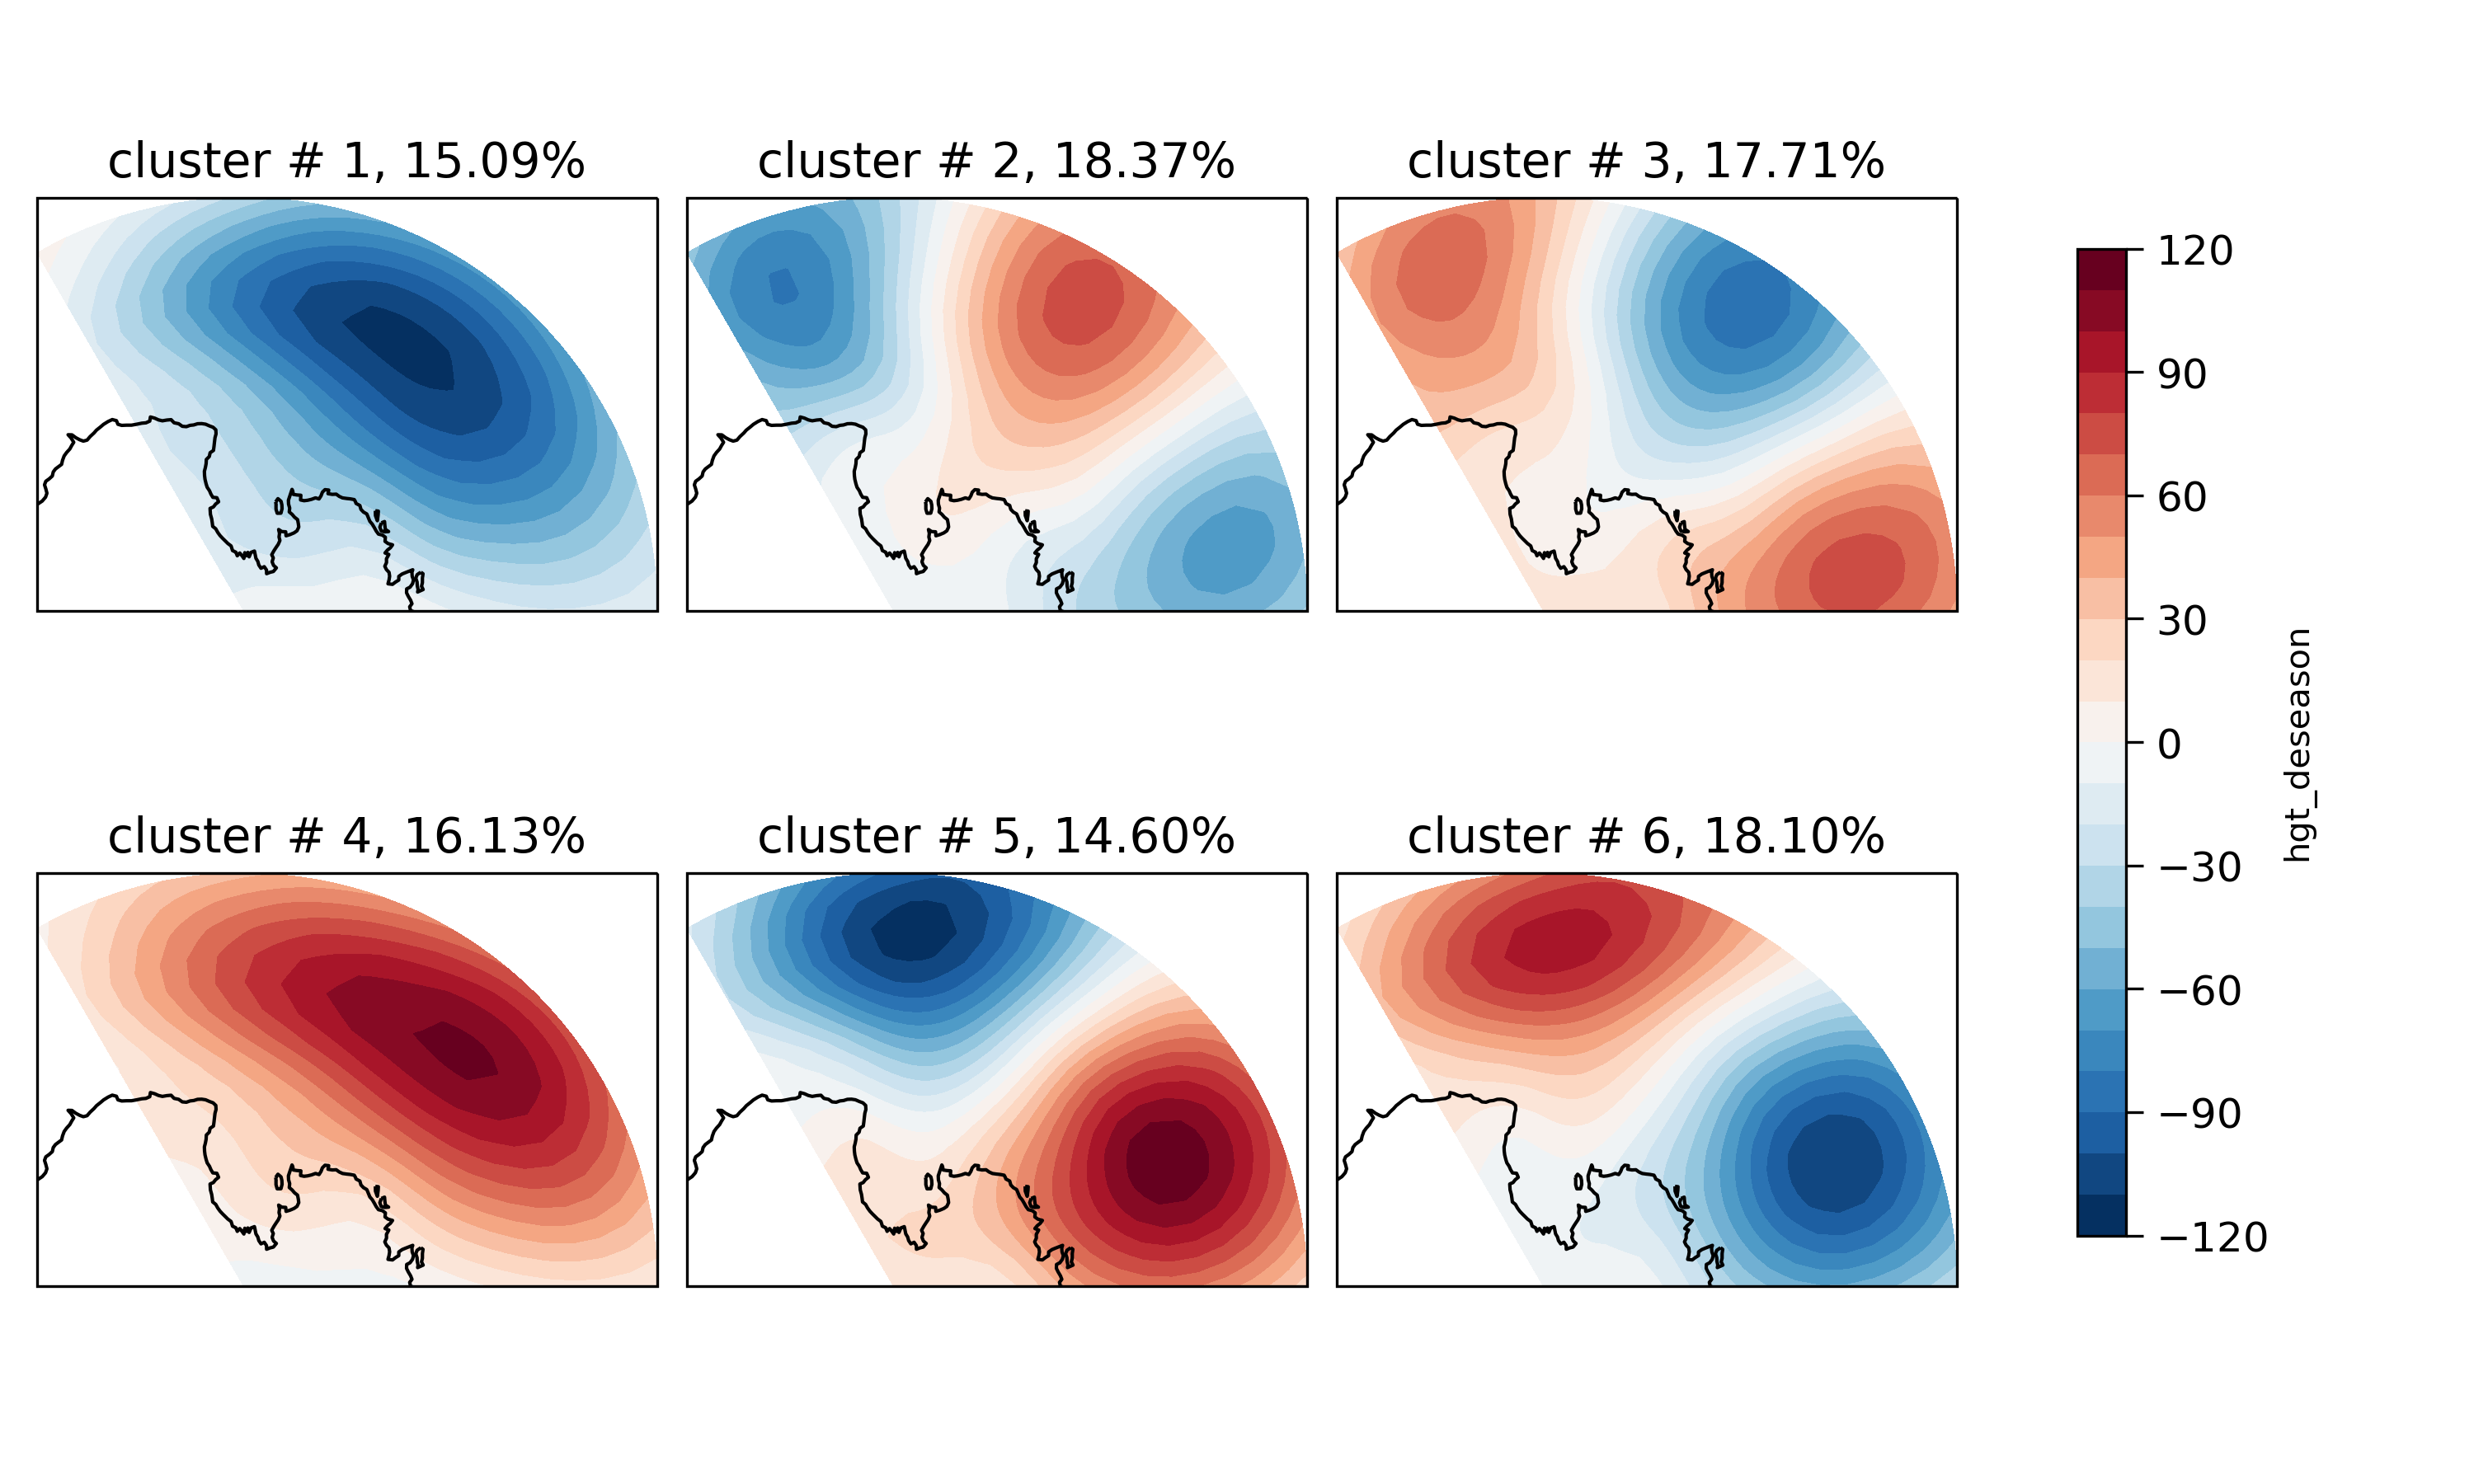 cluster # 1, 15.09%
cluster # 2, 18.37%
cluster # 3, 17.71%
cluster # 4, 16.13%
cluster # 5, 14.60%
cluster # 6, 18.10%
120
90
60
30
0
−30
−60
−90
−120
hgt_deseason